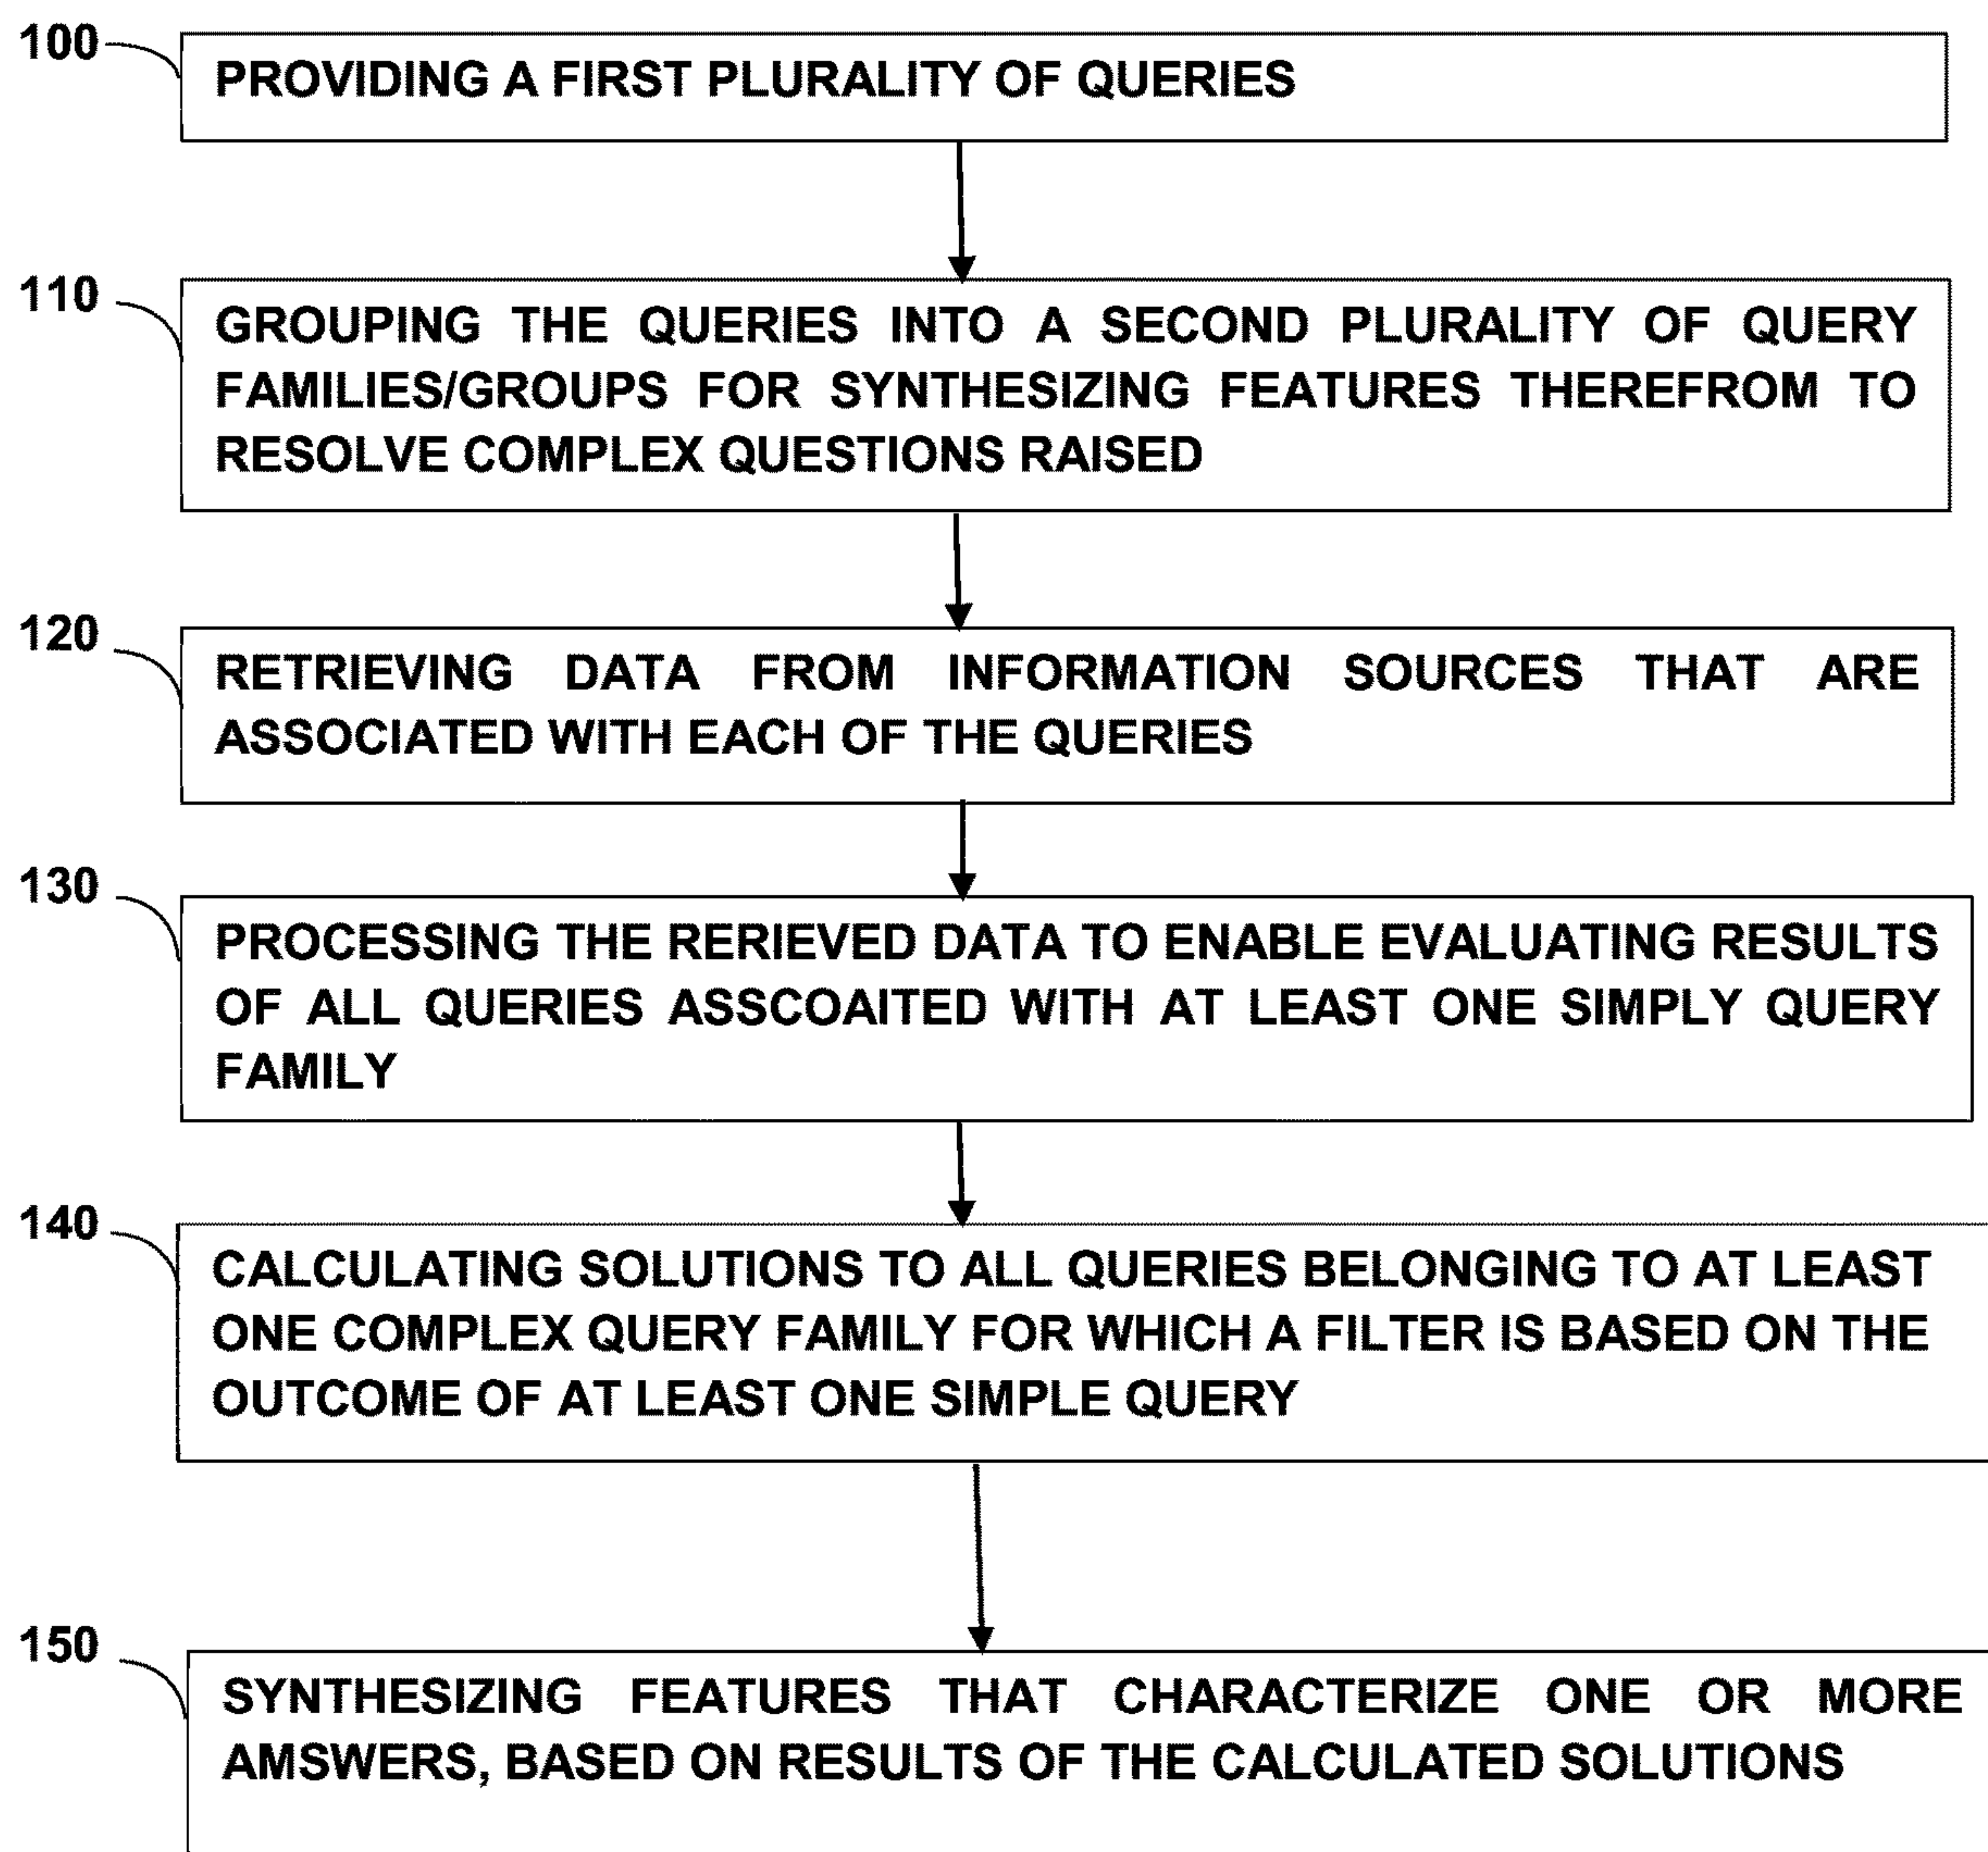 100
PROVIDING A FIRST PLURALITY OF QUERIES
110
GROUPING THE QUERIES INTO A SECOND PLURALITY OF QUERY
FAMILIES/GROUPS FOR SYNTHESIZING FEATURES THEREFROM TO
RESOLVE COMPLEX QUESTIONS RAISED
120
RETRIEVING DATA FROM INFORMATION SOURCES THAT ARE
ASSOCIATED WITH EACH OF THE QUERIES
130
PROCESSING THE RERIEVED DATA TO ENABLE EVALUATING RESULTS
OF ALL QUERIES ASSCOAITED WITH AT LEAST ONE SIMPLY QUERY
FAMILY
140
CALCULATING SOLUTIONS TO ALL QUERIES BELONGING TO AT LEAST
ONE COMPLEX QUERY FAMILY FOR WHICH A FILTER IS BASED ON THE
OUTCOME OF AT LEAST ONE SIMPLE QUERY
150
SYNTHESIZING FEATURES THAT CHARACTERIZE ONE OR MORE
AMSWERS, BASED ON RESULTS OF THE CALCULATED SOLUTIONS